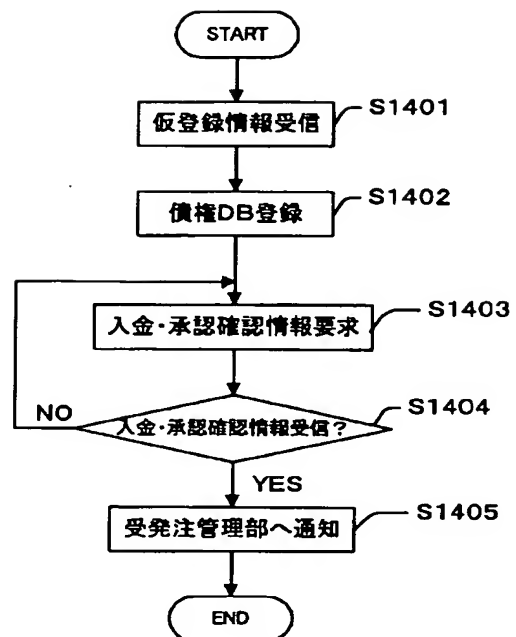 START
仮登録情報受信
S1401
債権DB登録
S1402
入金・承認確認情報要求
S1403
入金・承認確認情報受信?
S1404
NO
YES
受発注管理部へ通知
S1405
END